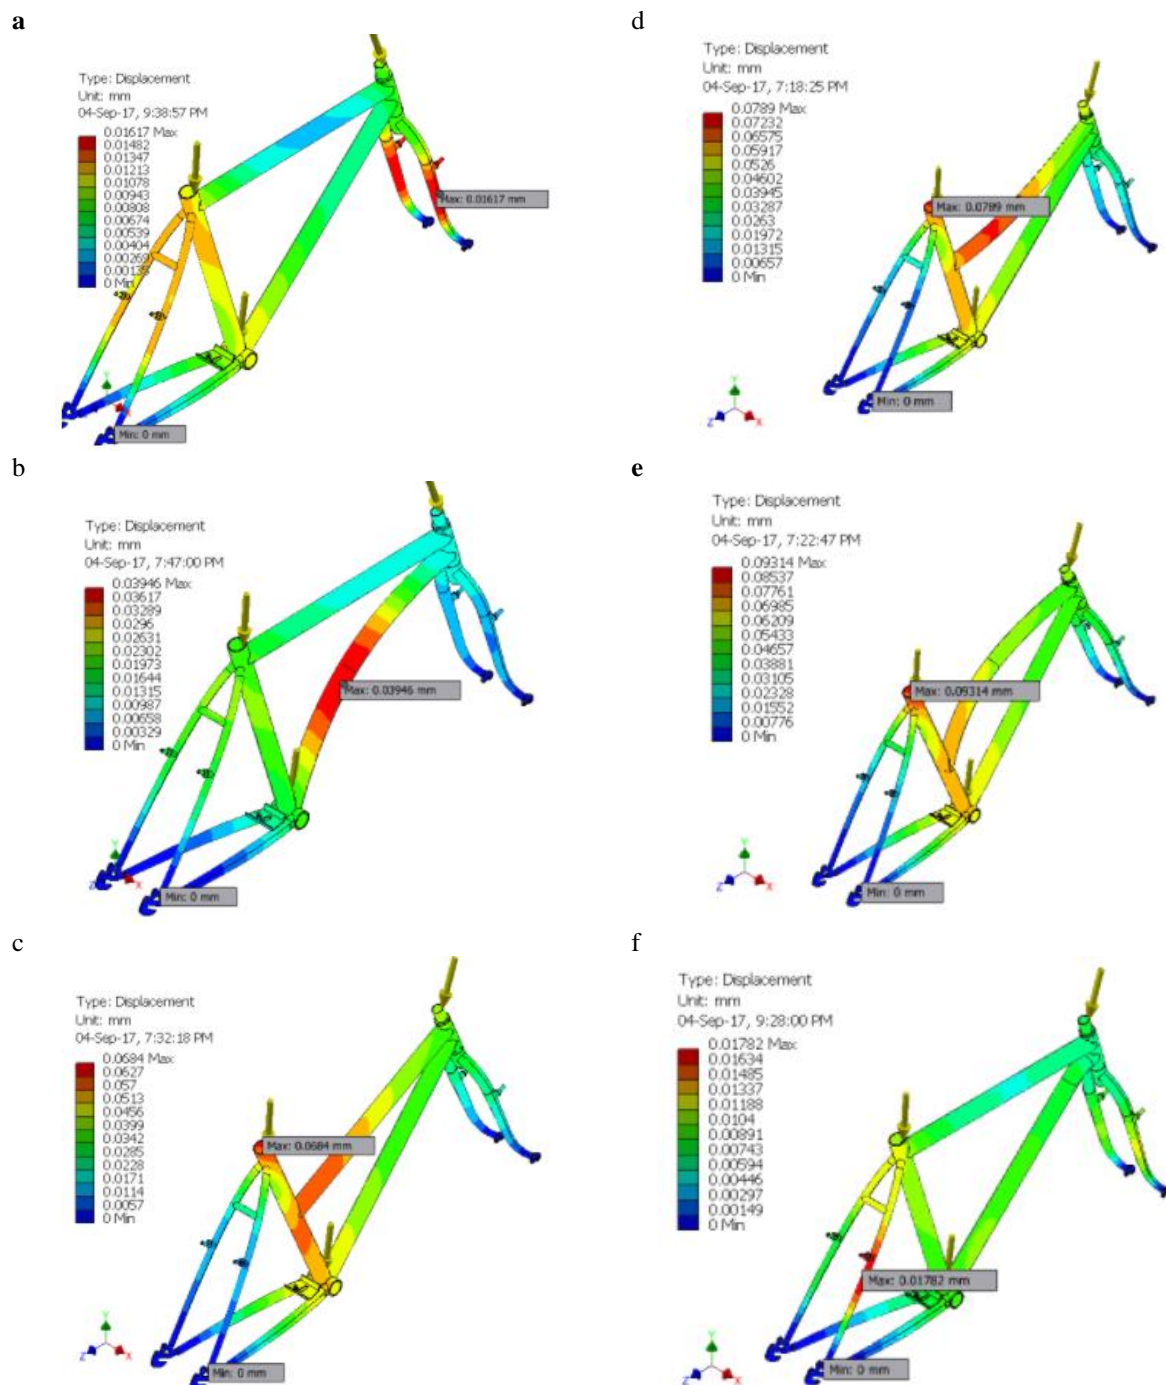 a
Type: Displacement
Unit: mm
04-Sep-17, 9:38:57 PM
0.01617 Max
0.01482
0.01347
0.01213
0.01078
0.00943
0.00808
0.00674
0.00539
0.00404
0.00269
0.00135
0 Min
Max: 0.01617 mm
Y
X
Min: 0 mm
d
Type: Displacement
Unit: mm
04-Sep-17, 7:18:25 PM
0.0789 Max
0.07232
0.06575
0.05917
0.0526
0.04602
0.03945
0.03287
0.0263
0.01972
0.01315
0.00657
0 Min
Max: 0.0789 mm
Y
Z
X
Min: 0 mm
b
Type: Displacement
Unit: mm
04-Sep-17, 7:47:00 PM
0.03946 Max
0.03617
0.03289
0.0296
0.02631
0.02302
0.01973
0.01644
0.01315
0.00987
0.00658
0.00329
0 Min
Max: 0.03946 mm
Y
Z
X
Min: 0 mm
e
Type: Displacement
Unit: mm
04-Sep-17, 7:22:47 PM
0.09314 Max
0.08537
0.07761
0.06985
0.06209
0.05433
0.04657
0.03881
0.03105
0.02328
0.01552
0.00776
0 Min
Max: 0.09314 mm
Y
Z
X
Min: 0 mm
c
Type: Displacement
Unit: mm
04-Sep-17, 7:32:18 PM
0.0684 Max
0.0627
0.057
0.0513
0.0456
0.0399
0.0342
0.0285
0.0228
0.0171
0.0114
0.0057
0 Min
Max: 0.0684 mm
Y
Z
X
Min: 0 mm
f
Type: Displacement
Unit: mm
04-Sep-17, 9:28:00 PM
0.01782 Max
0.01634
0.01485
0.01337
0.01188
0.0104
0.00891
0.00743
0.00594
0.00446
0.00297
0.00149
0 Min
Max: 0.01782 mm
Y
Z
X
Min: 0 mm